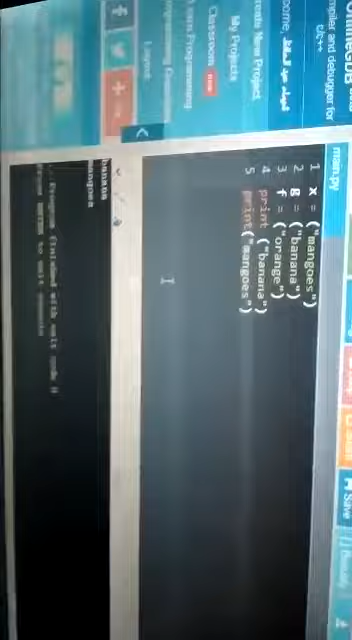 OnlineGDB
compiler and debugger for
c/c++
Create New Project
My Projects
Classroom new
Learn Programming
Logout
main.py
Save
1 x = ("mangoes")
2 g = ("banana")
3 f = ("orange")
4 print ("banana")
5 print("mangoes")
banana
mangoes
...Program finished with exit code 0
Press ENTER to exit console